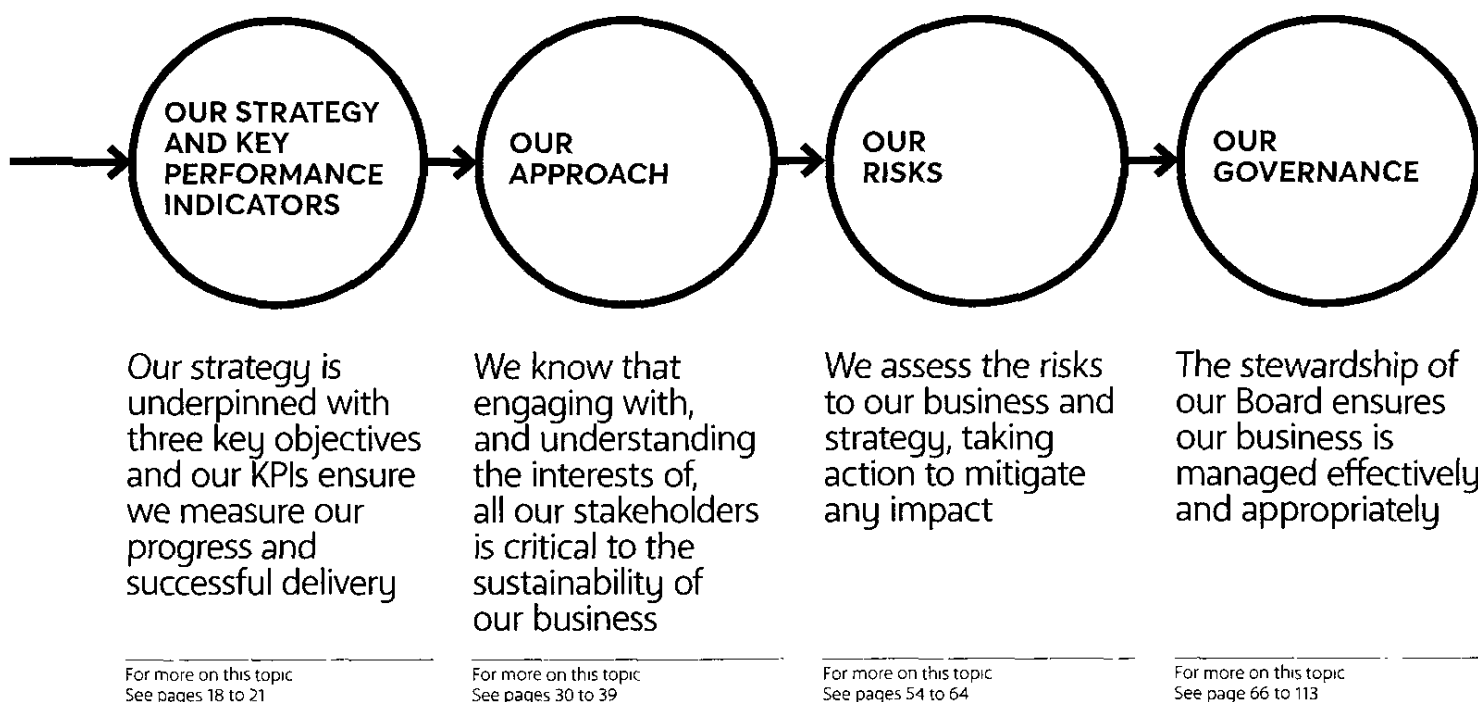 OUR STRATEGY
AND KEY
PERFORMANCE
INDICATORS
Our strategy is
underpinned with
three key objectives
and our KPIs ensure
we measure our
progress and
successful delivery
For more on this topic
See pages 18 to 21
OUR
APPROACH
We know that
engaging with,
and understanding
the interests of,
all our stakeholders
is critical to the
sustainability of
our business
For more on this topic
See pages 30 to 39
OUR
RISKS
We assess the risks
to our business and
strategy, taking
action to mitigate
any impact
For more on this topic
See pages 54 to 64
OUR
GOVERNANCE
The stewardship of
our Board ensures
our business is
managed effectively
and appropriately
For more on this topic
See page 66 to 113